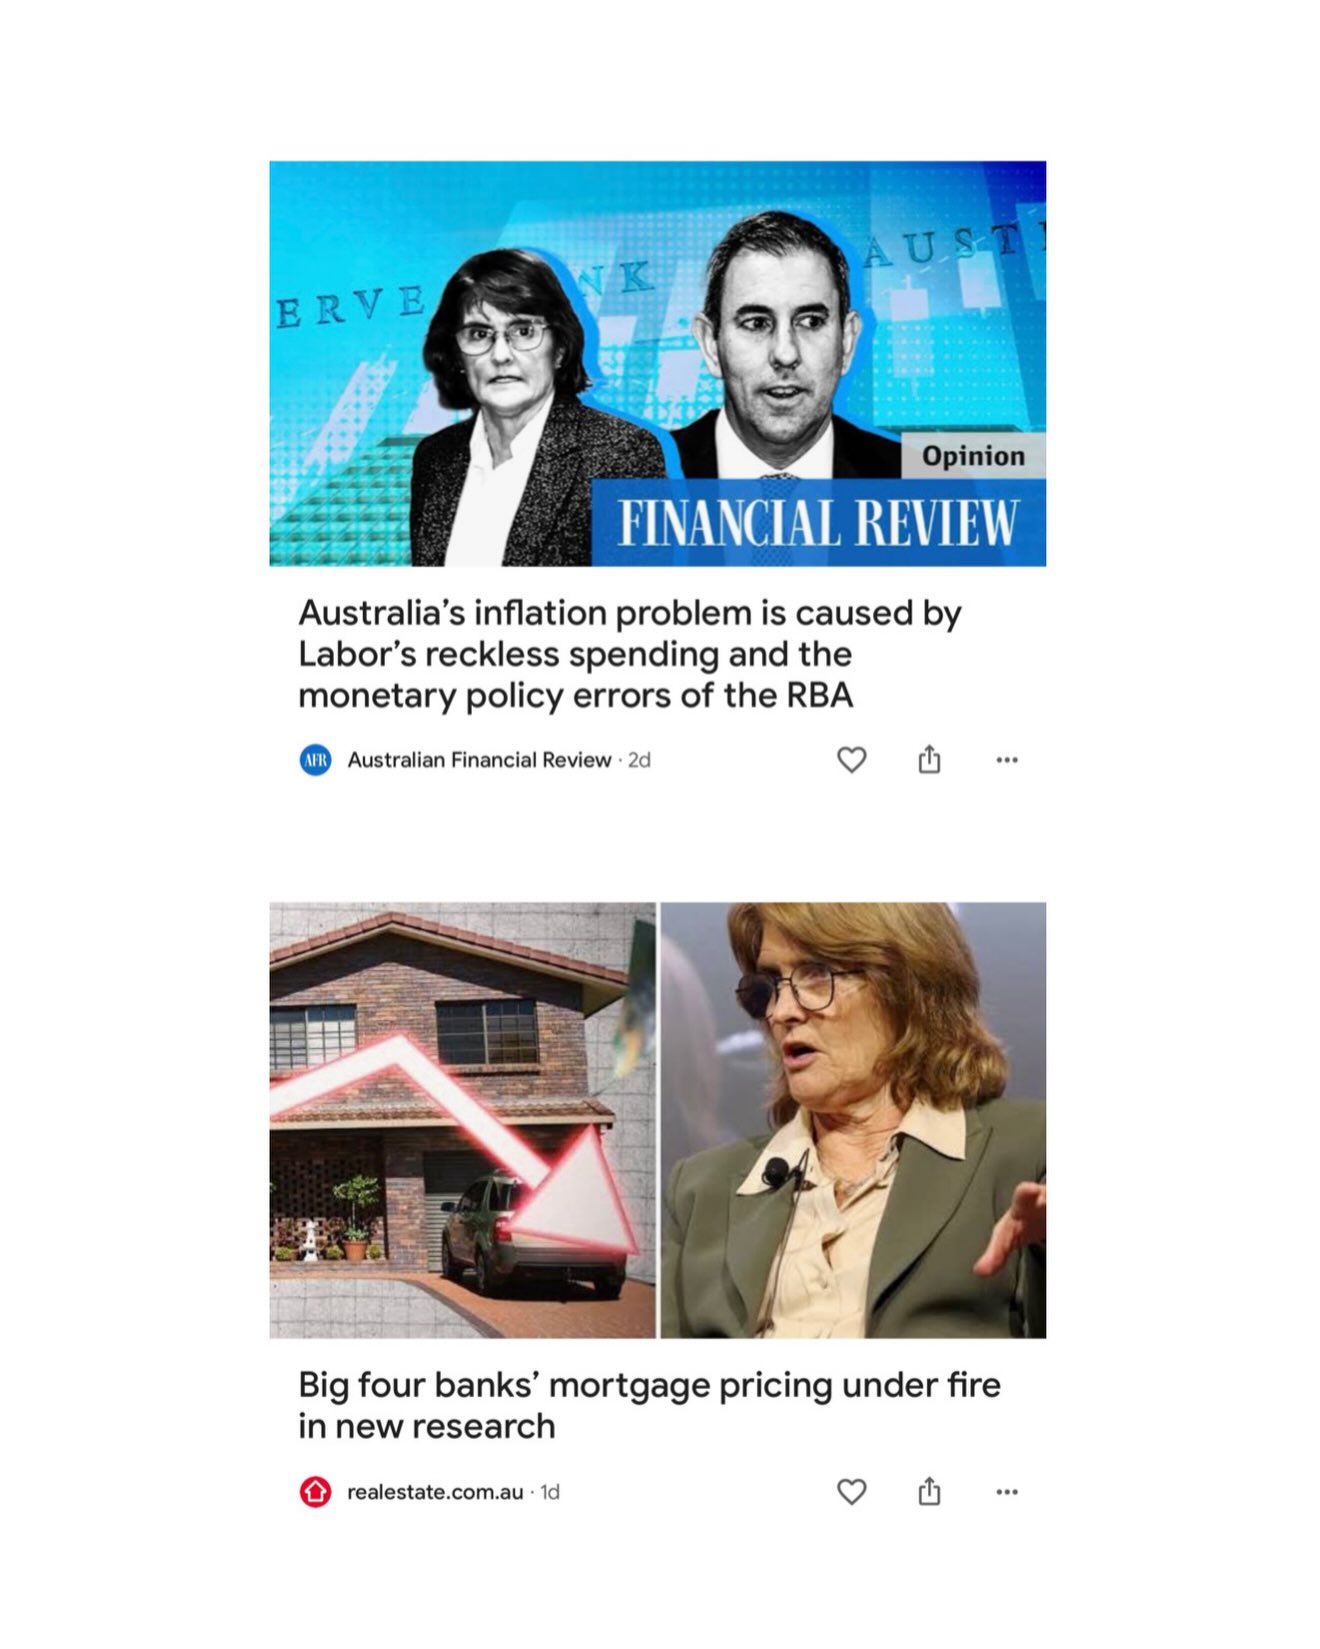 ERVE NK AUST
Opinion
FINANCIAL REVIEW
Australia’s inflation problem is caused by
Labor’s reckless spending and the
monetary policy errors of the RBA
AFR Australian Financial Review · 2d
Big four banks’ mortgage pricing under fire
in new research
realestate.com.au · 1d